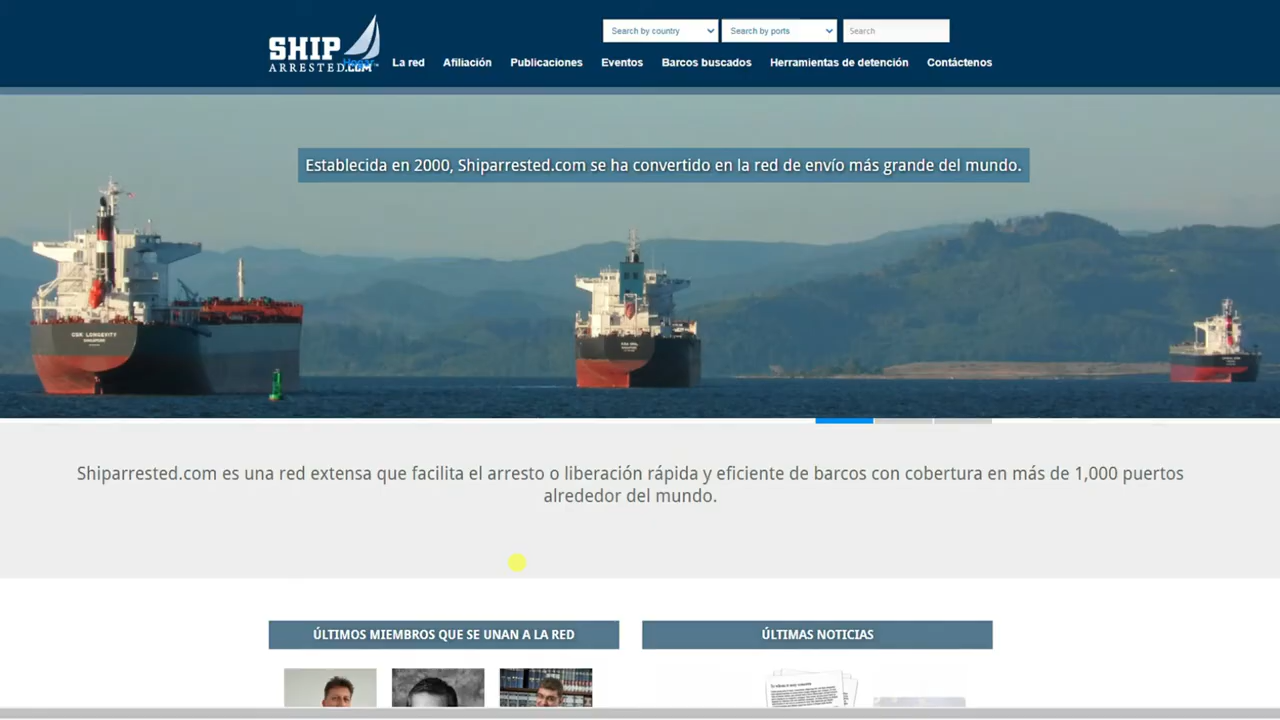 SHIP
ARRESTED.COM
Search by country
Search by ports
Search
La red
Afiliación
Publicaciones
Eventos
Barcos buscados
Herramientas de detención
Contáctenos
Establecida en 2000, Shiparrested.com se ha convertido en la red de envío más grande del mundo.
Shiparrested.com es una red extensa que facilita el arresto o liberación rápida y eficiente de barcos con cobertura en más de 1,000 puertos
alrededor del mundo.
ÚLTIMOS MIEMBROS QUE SE UNAN A LA RED
ÚLTIMAS NOTICIAS